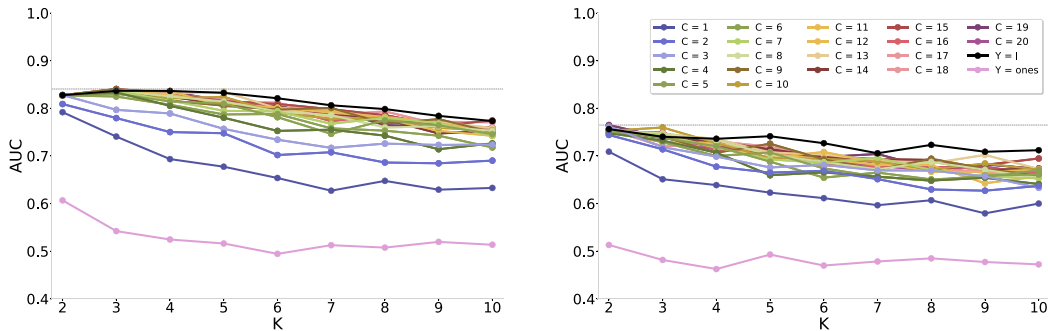 1.0
0.9
0.8
0.7
0.6
0.5
0.4
AUC
2 3 4 5 6 7 8 9 10
K
1.0
0.9
0.8
0.7
0.6
0.5
0.4
AUC
C = 1 C = 6 C = 11 C = 15 C = 19
C = 2 C = 7 C = 12 C = 16 C = 20
C = 3 C = 8 C = 13 C = 17 Y = I
C = 4 C = 9 C = 14 C = 18 Y = ones
C = 5 C = 10
2 3 4 5 6 7 8 9 10
K